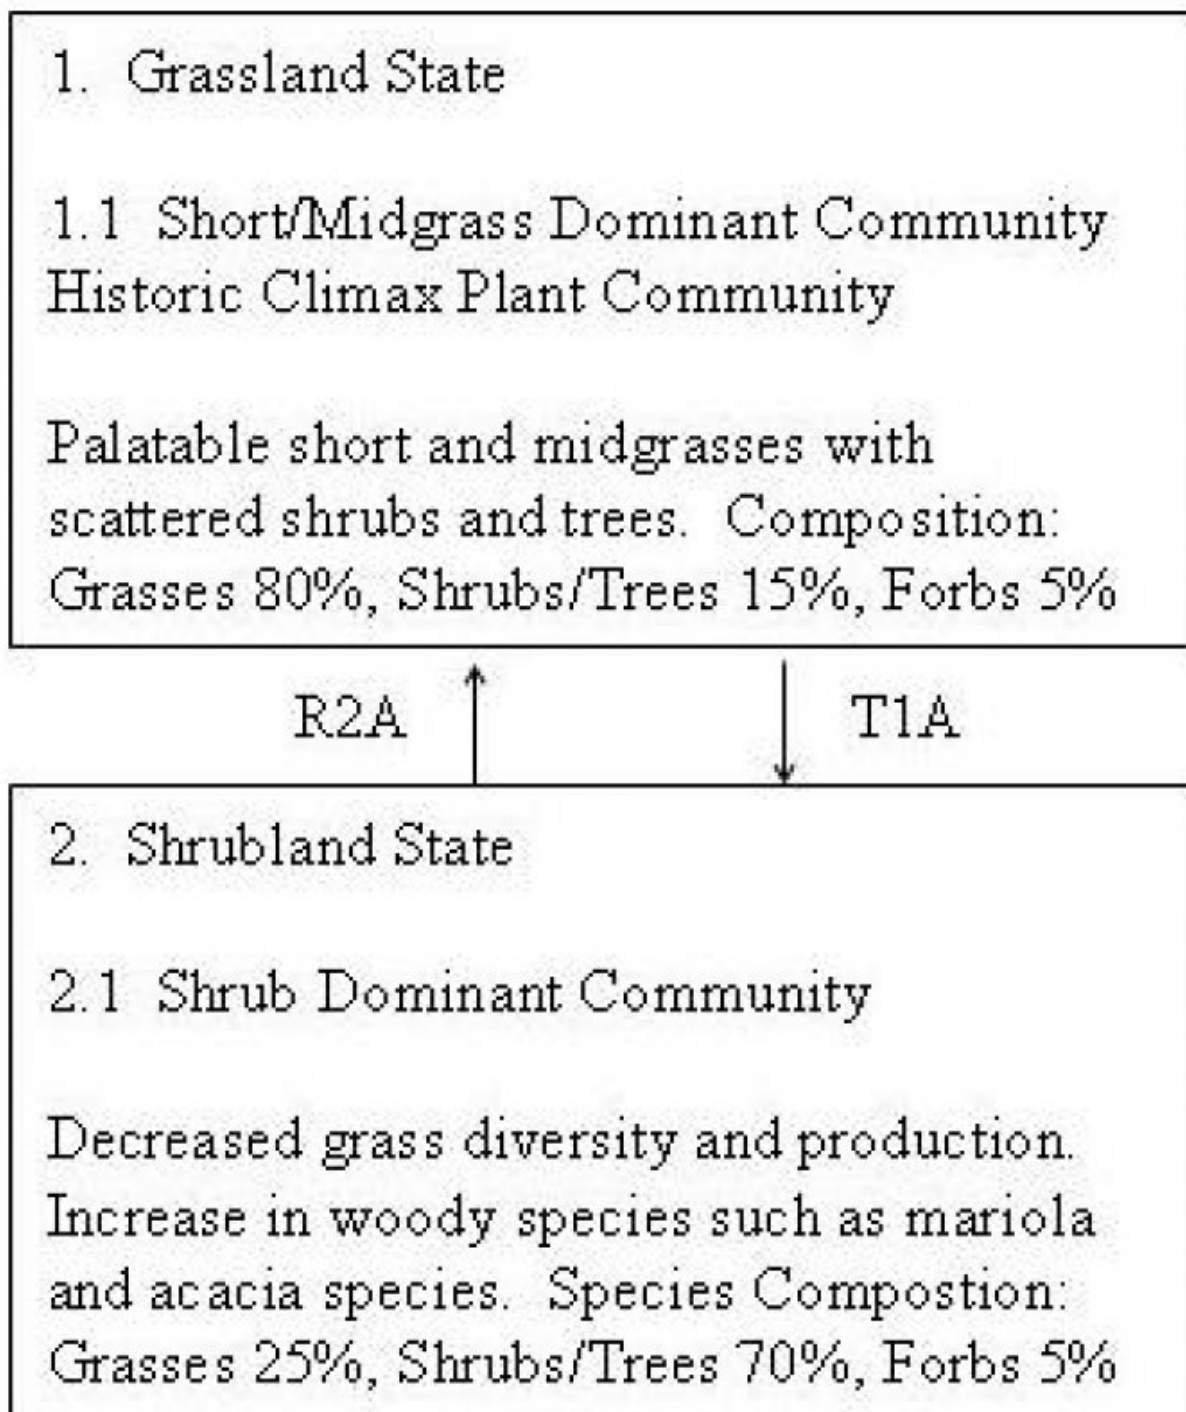 1. Grassland State
1.1 Short/Midgrass Dominant Community
Historic Climax Plant Community
Palatable short and midgrasses with
scattered shrubs and trees. Composition:
Grasses 80%, Shrubs/Trees 15%, Forbs 5%
R2A T1A
2. Shrubland State
2.1 Shrub Dominant Community
Decreased grass diversity and production.
Increase in woody species such as mariola
and acacia species. Species Compostion:
Grasses 25%, Shrubs/Trees 70%, Forbs 5%